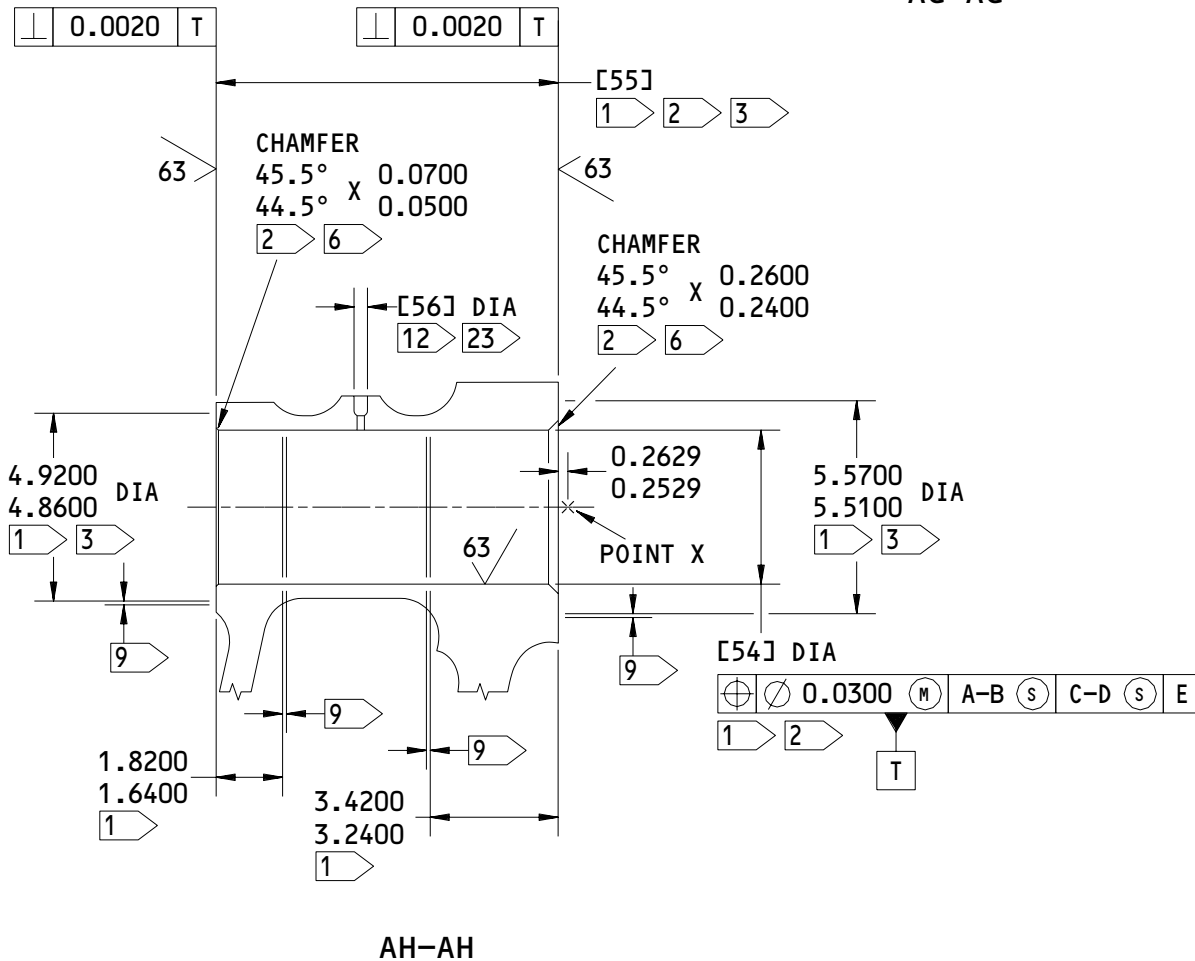 AG-AG
⊥ 0.0020 T
⊥ 0.0020 T
[55]
1 2 3
CHAMFER
45.5° X 0.0700
44.5° 0.0500
2 6
63
63
CHAMFER
45.5° X 0.2600
44.5° 0.2400
2 6
[56] DIA
12 23
4.9200
4.8600 DIA
1 3
0.2629
0.2529
5.5700
5.5100 DIA
1 3
63
POINT X
9
9
[54] DIA
⌖ ⌀ 0.0300 Ⓜ A-B Ⓢ C-D Ⓢ E
1 2
T
9
9
1.8200
1.6400
1
3.4200
3.2400
1
AH-AH